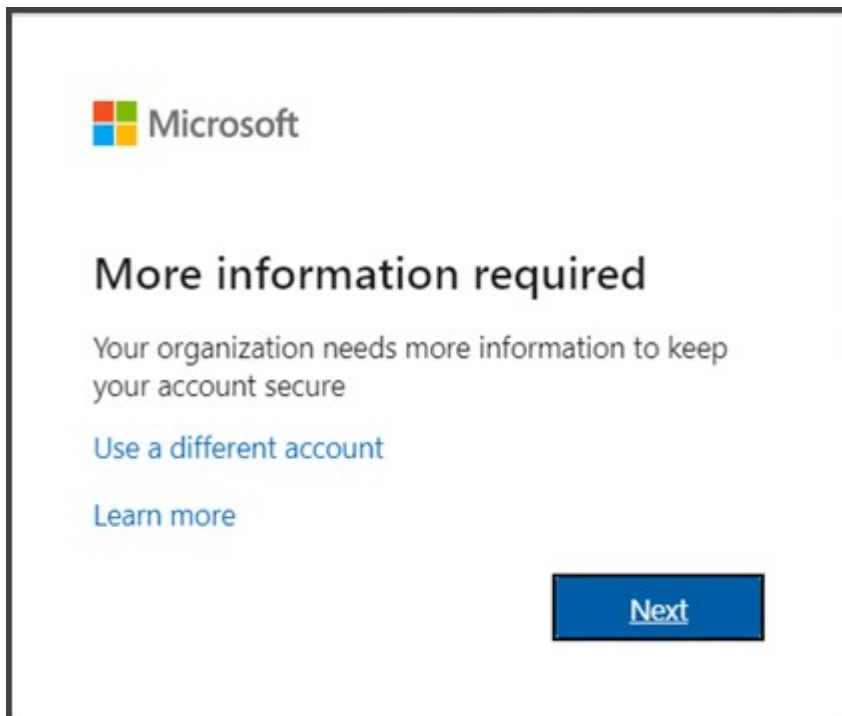 Microsoft
More information required
Your organization needs more information to keep
your account secure
Use a different account
Learn more
Next